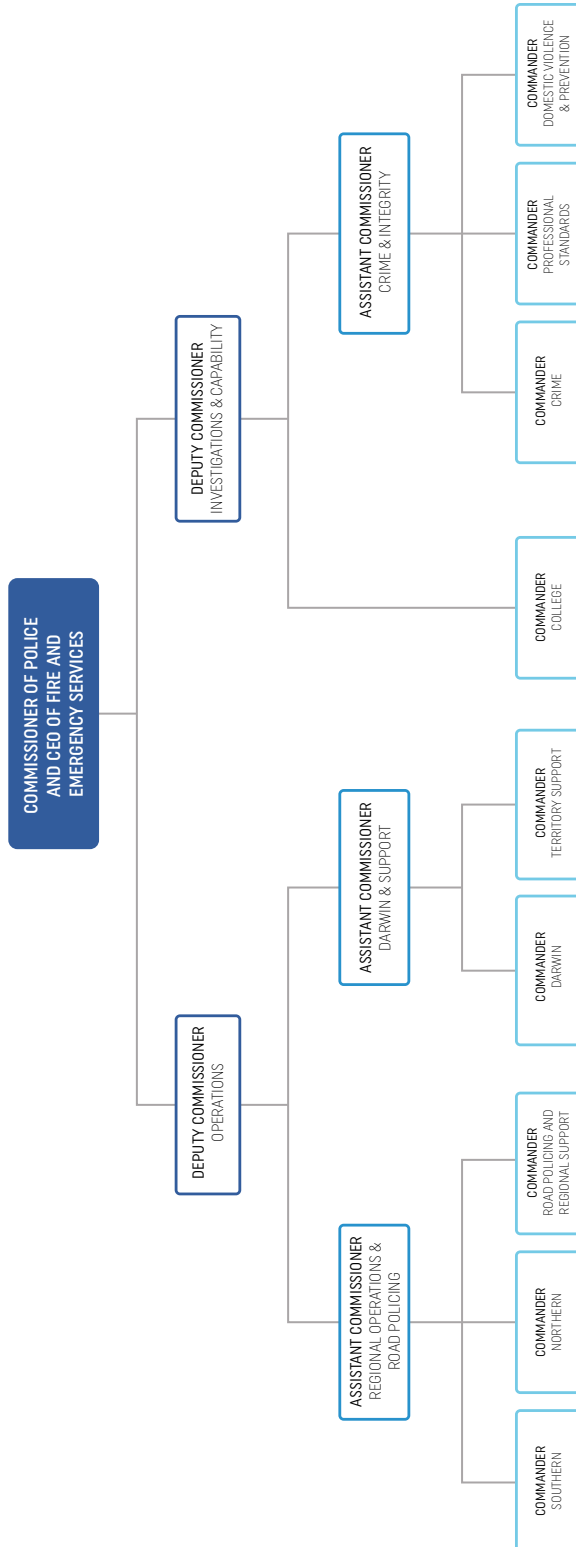 COMMISSIONER OF POLICE
AND CEO OF FIRE AND
EMERGENCY SERVICES
DEPUTY COMMISSIONER
OPERATIONS
DEPUTY COMMISSIONER
INVESTIGATIONS & CAPABILITY
ASSISTANT COMMISSIONER
REGIONAL OPERATIONS &
ROAD POLICING
ASSISTANT COMMISSIONER
DARWIN & SUPPORT
ASSISTANT COMMISSIONER
CRIME & INTEGRITY
COMMANDER
SOUTHERN
COMMANDER
NORTHERN
COMMANDER
ROAD POLICING AND
REGIONAL SUPPORT
COMMANDER
DARWIN
COMMANDER
TERRITORY SUPPORT
COMMANDER
COLLEGE
COMMANDER
CRIME
COMMANDER
PROFESSIONAL
STANDARDS
COMMANDER
DOMESTIC VIOLENCE
& PREVENTION